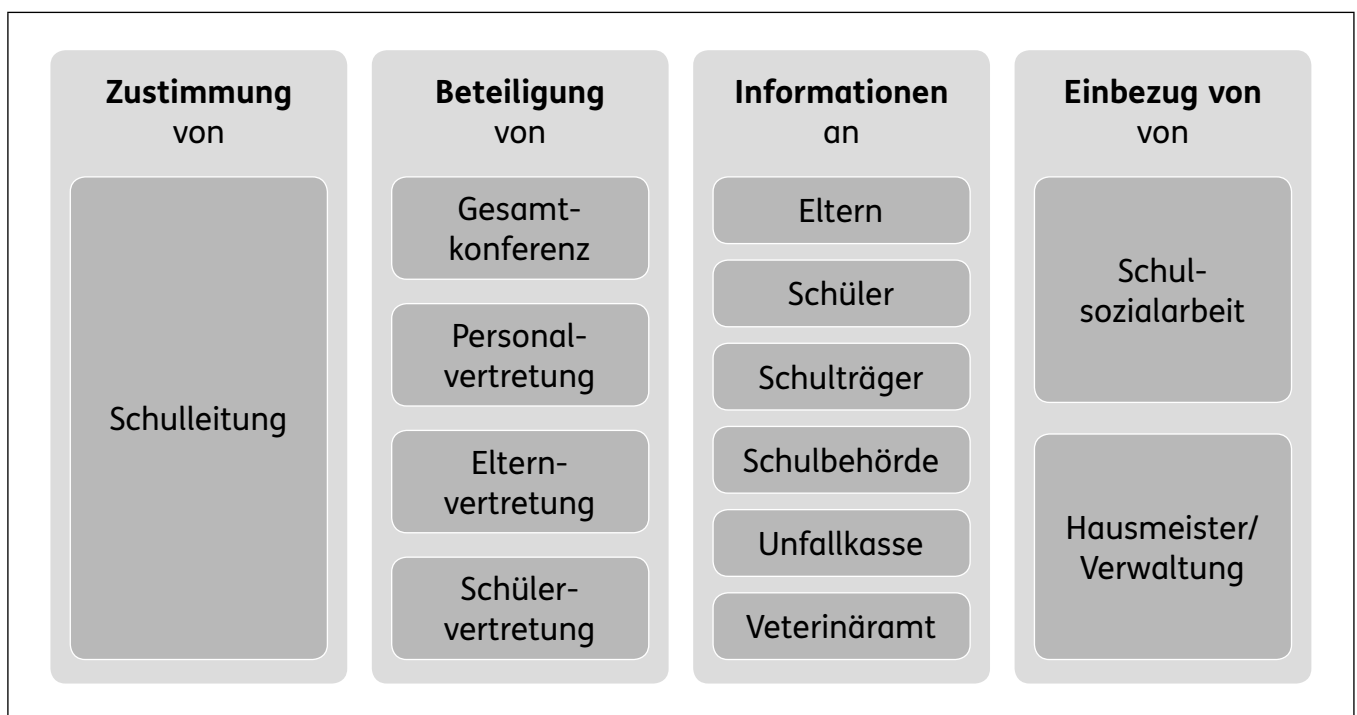 Zustimmung
von
Schulleitung
Beteiligung
von
Gesamt-
konferenz
Personal-
vertretung
Eltern-
vertretung
Schüler-
vertretung
Informationen
an
Eltern
Schüler
Schulträger
Schulbehörde
Unfallkasse
Veterinäramt
Einbezug von
von
Schul-
sozialarbeit
Hausmeister/
Verwaltung